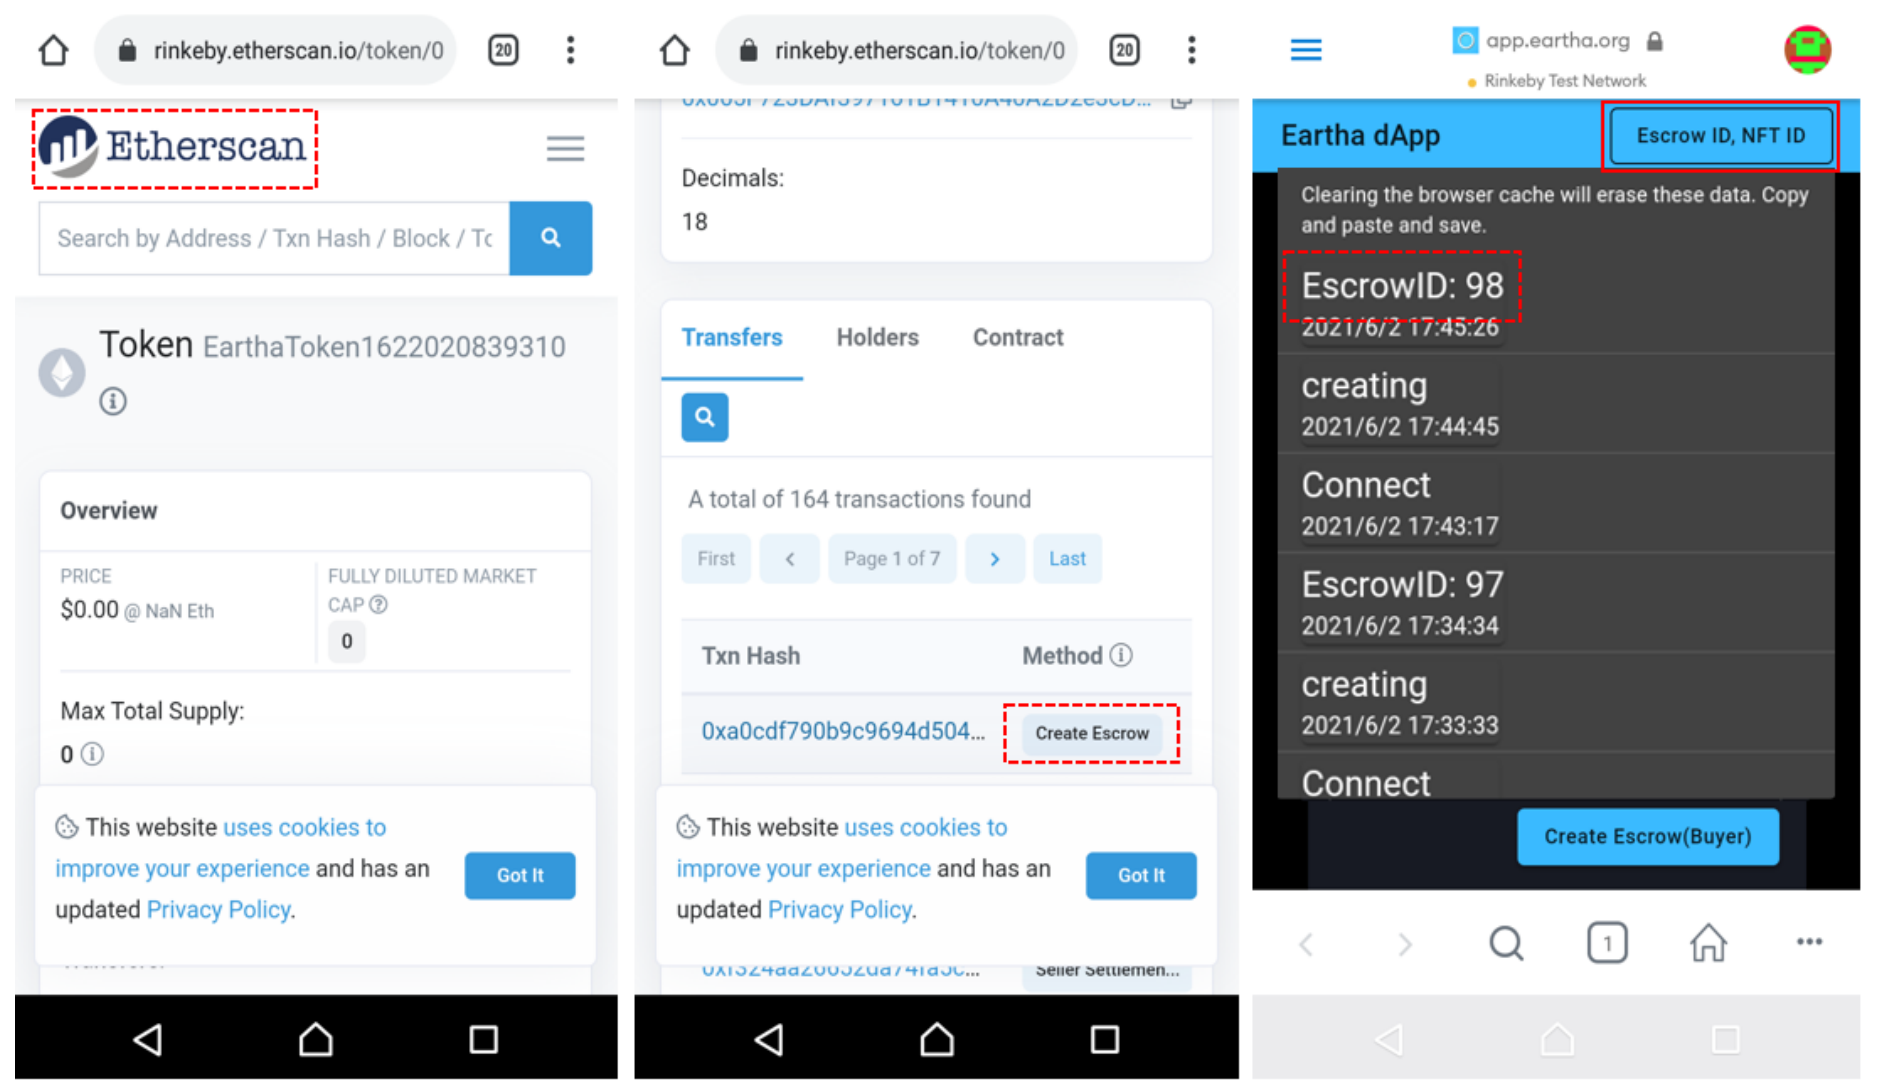 rinkeby.etherscan.io/token/0
20
Etherscan
Search by Address / Txn Hash / Block / Tc
Token EarthaToken1622020839310
Overview
PRICE
$0.00 @ NaN Eth
FULLY DILUTED MARKET
CAP
0
Max Total Supply:
0
This website uses cookies to
improve your experience and has an
updated Privacy Policy.
Got It
rinkeby.etherscan.io/token/0
20
Decimals:
18
Transfers
Holders
Contract
A total of 164 transactions found
First
<
Page 1 of 7
>
Last
Txn Hash
Method
0xa0cdf790b9c9694d504...
Create Escrow
This website uses cookies to
improve your experience and has an
updated Privacy Policy.
Got It
Seller Settlemen...
app.eartha.org
Rinkeby Test Network
Eartha dApp
Escrow ID, NFT ID
Clearing the browser cache will erase these data. Copy
and paste and save.
EscrowID: 98
2021/6/2 17:45:26
creating
2021/6/2 17:44:45
Connect
2021/6/2 17:43:17
EscrowID: 97
2021/6/2 17:34:34
creating
2021/6/2 17:33:33
Connect
Create Escrow(Buyer)
1